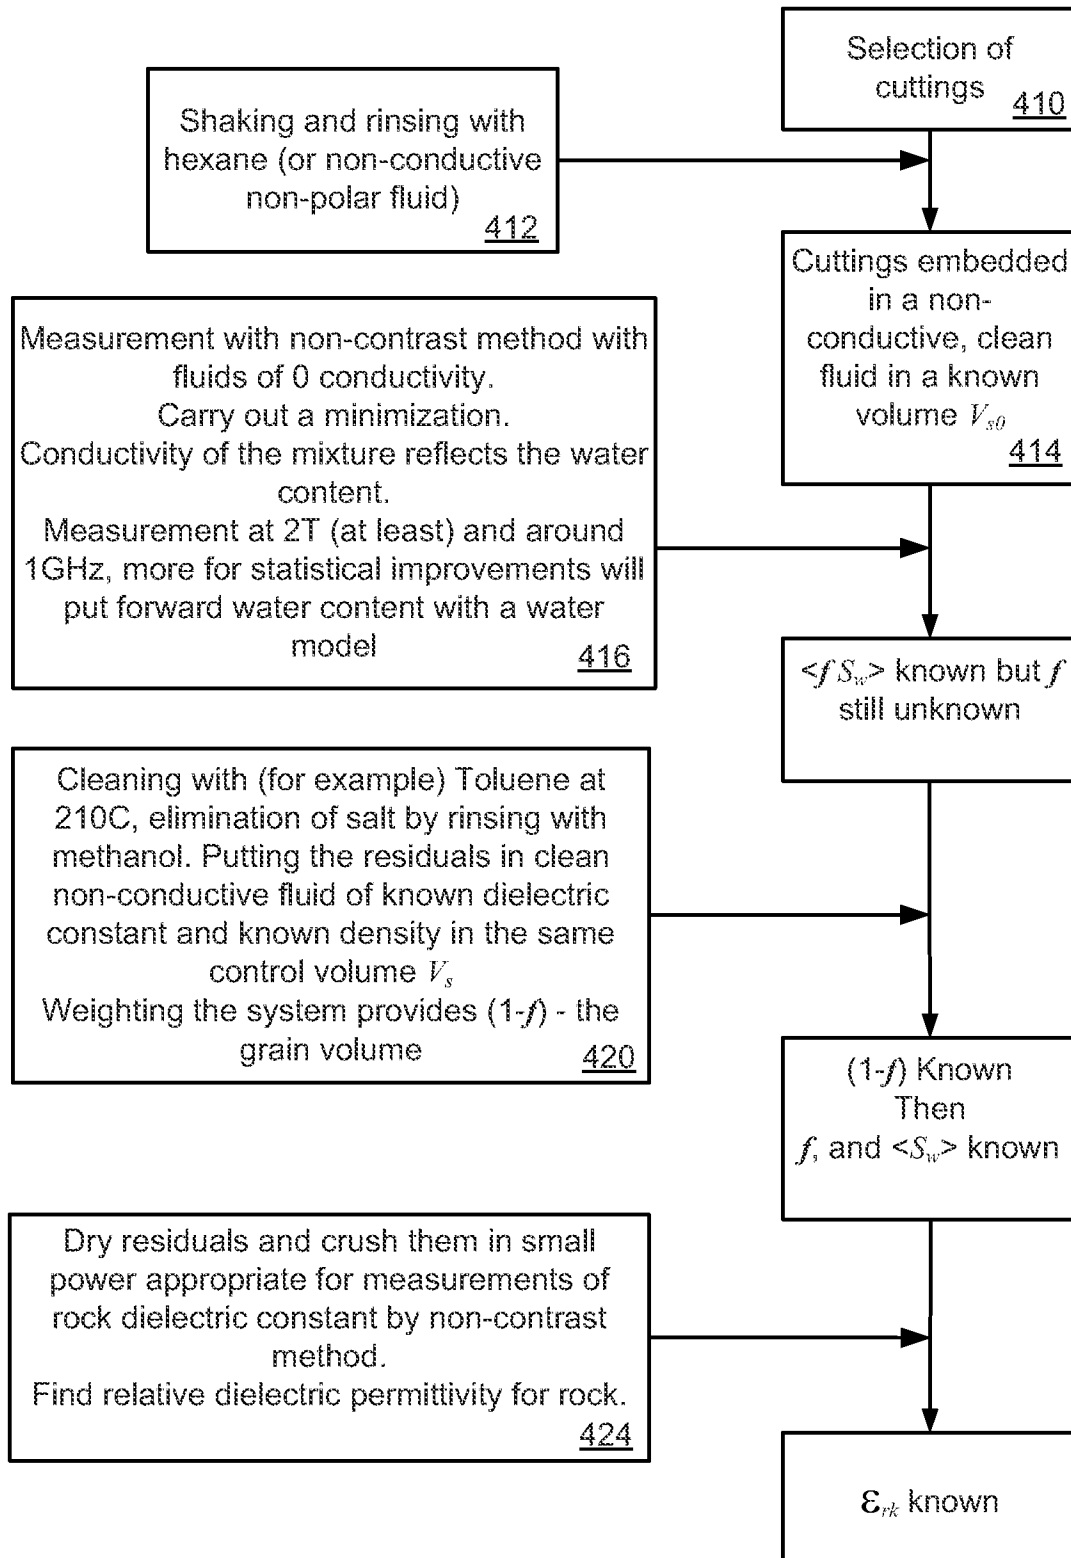 Selection of
cuttings
410
Shaking and rinsing with
hexane (or non-conductive
non-polar fluid)
412
Cuttings embedded
in a non-
conductive, clean
fluid in a known
volume Vs0
414
Measurement with non-contrast method with
fluids of 0 conductivity.
Carry out a minimization.
Conductivity of the mixture reflects the water
content.
Measurement at 2T (at least) and around
1GHz, more for statistical improvements will
put forward water content with a water
model
416
<f Sw> known but f
still unknown
Cleaning with (for example) Toluene at
210C, elimination of salt by rinsing with
methanol. Putting the residuals in clean
non-conductive fluid of known dielectric
constant and known density in the same
control volume Vs
Weighting the system provides (1-f) - the
grain volume
420
(1-f) Known
Then
f, and <Sw> known
Dry residuals and crush them in small
power appropriate for measurements of
rock dielectric constant by non-contrast
method.
Find relative dielectric permittivity for rock.
424
εrk known